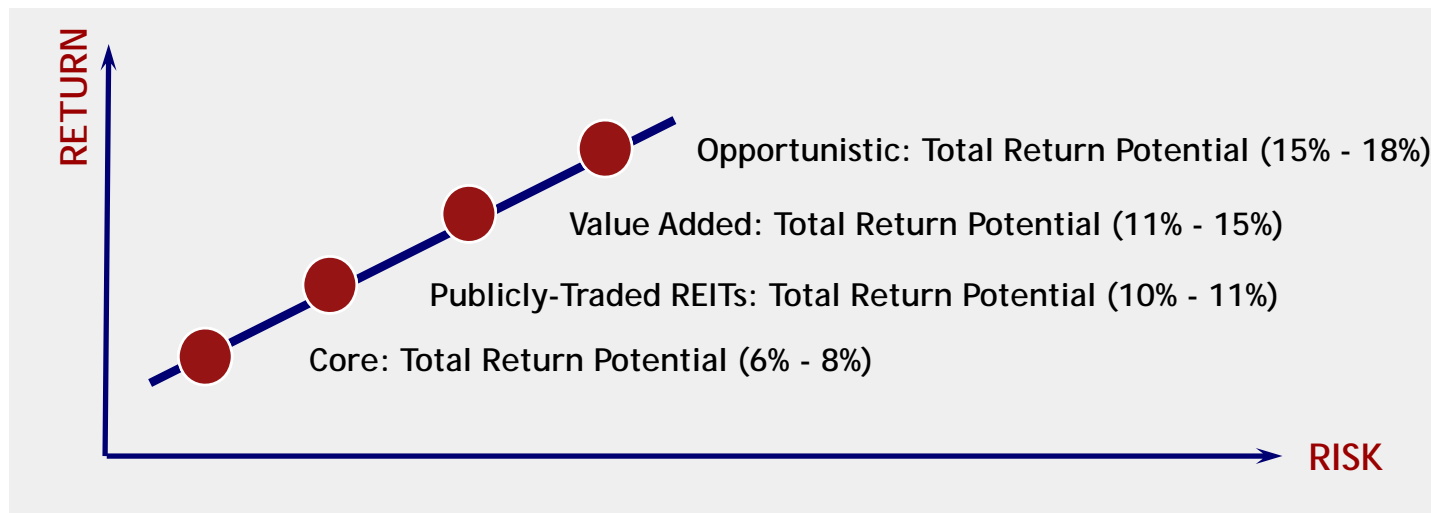 RETURN
Opportunistic: Total Return Potential (15% - 18%)
Value Added: Total Return Potential (11% - 15%)
Publicly-Traded REITs: Total Return Potential (10% - 11%)
Core: Total Return Potential (6% - 8%)
RISK